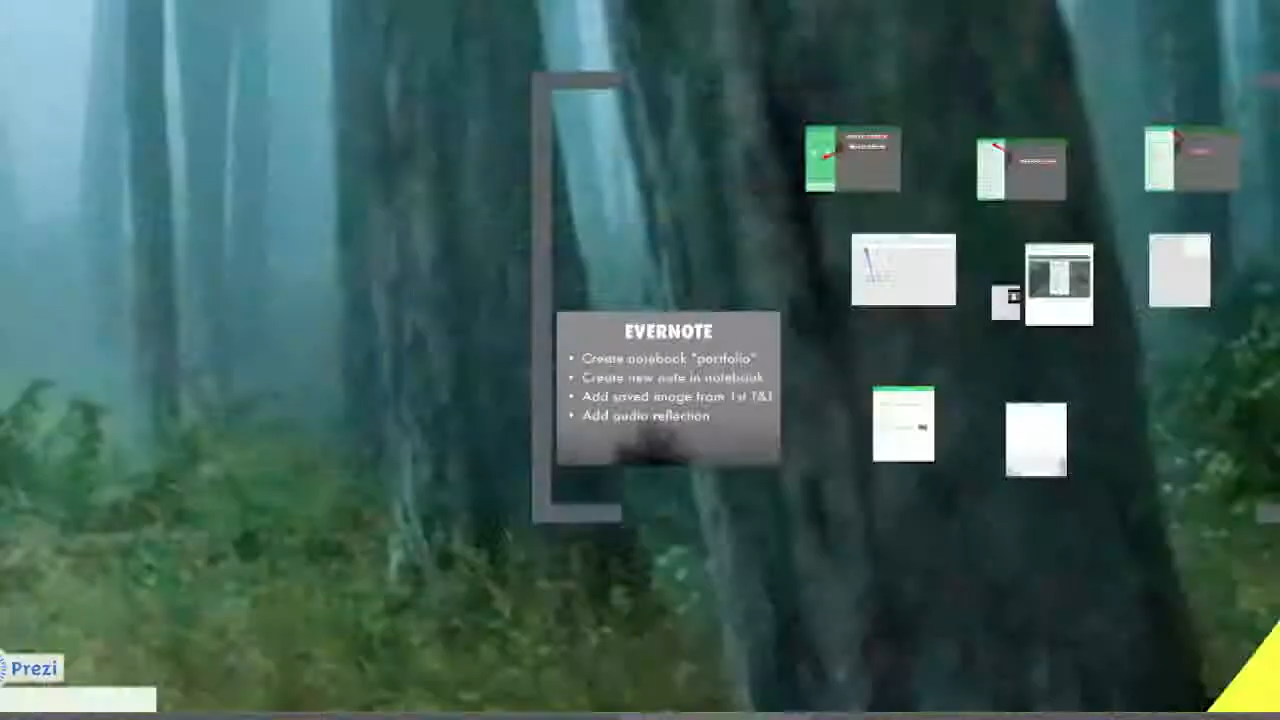 EVERNOTE
• Create notebook "portfolio"
• Create new note in notebook
• Add saved image from 1st T&I
• Add audio reflection
Prezi